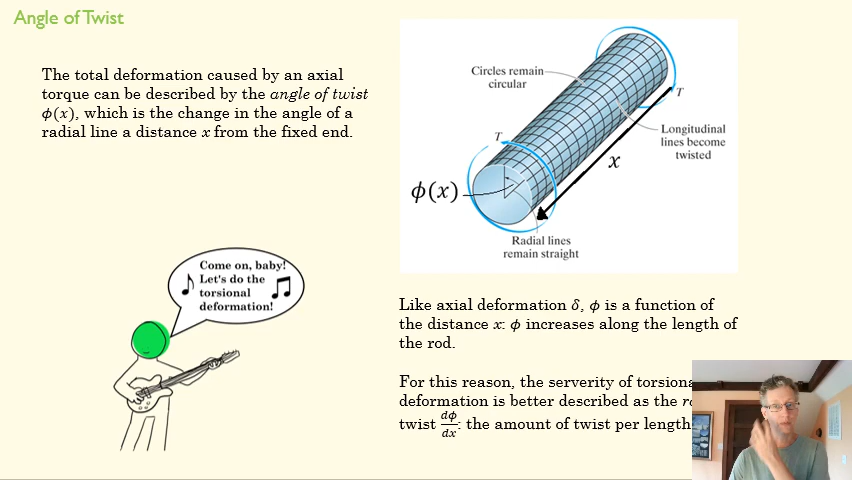 Angle of Twist
The total deformation caused by an axial
torque can be described by the angle of twist
ϕ(x), which is the change in the angle of a
radial line a distance x from the fixed end.
Circles remain
circular
T
Longitudinal
lines become
twisted
T
x
ϕ(x)
Radial lines
remain straight
Come on, baby!
Let's do the
torsional
deformation!
Like axial deformation δ, ϕ is a function of
the distance x: ϕ increases along the length of
the rod.
For this reason, the serverity of torsiona
deformation is better described as the
twist dϕ/dx: the amount of twist per length